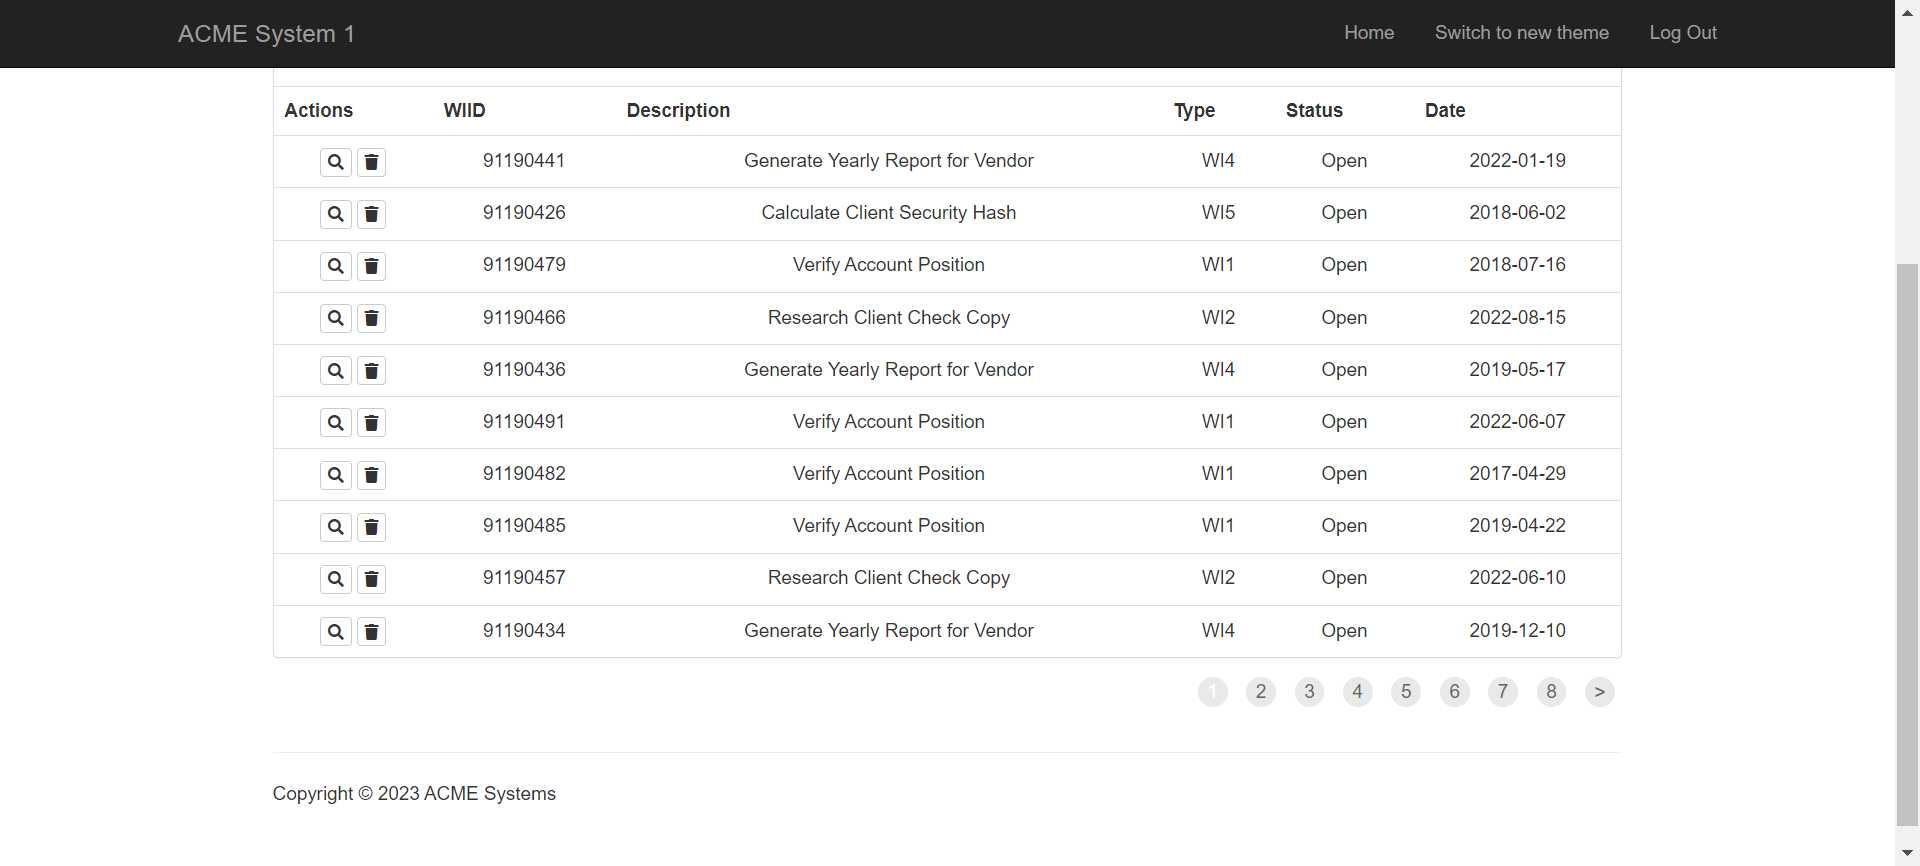 ACME System 1 Home Switch to new theme Log Out
Actions WIID Description Type Status Date
91190441 Generate Yearly Report for Vendor WI4 Open 2022-01-19
91190426 Calculate Client Security Hash WI5 Open 2018-06-02
91190479 Verify Account Position WI1 Open 2018-07-16
91190466 Research Client Check Copy WI2 Open 2022-08-15
91190436 Generate Yearly Report for Vendor WI4 Open 2019-05-17
91190491 Verify Account Position WI1 Open 2022-06-07
91190482 Verify Account Position WI1 Open 2017-04-29
91190485 Verify Account Position WI1 Open 2019-04-22
91190457 Research Client Check Copy WI2 Open 2022-06-10
91190434 Generate Yearly Report for Vendor WI4 Open 2019-12-10
1 2 3 4 5 6 7 8 >
Copyright © 2023 ACME Systems